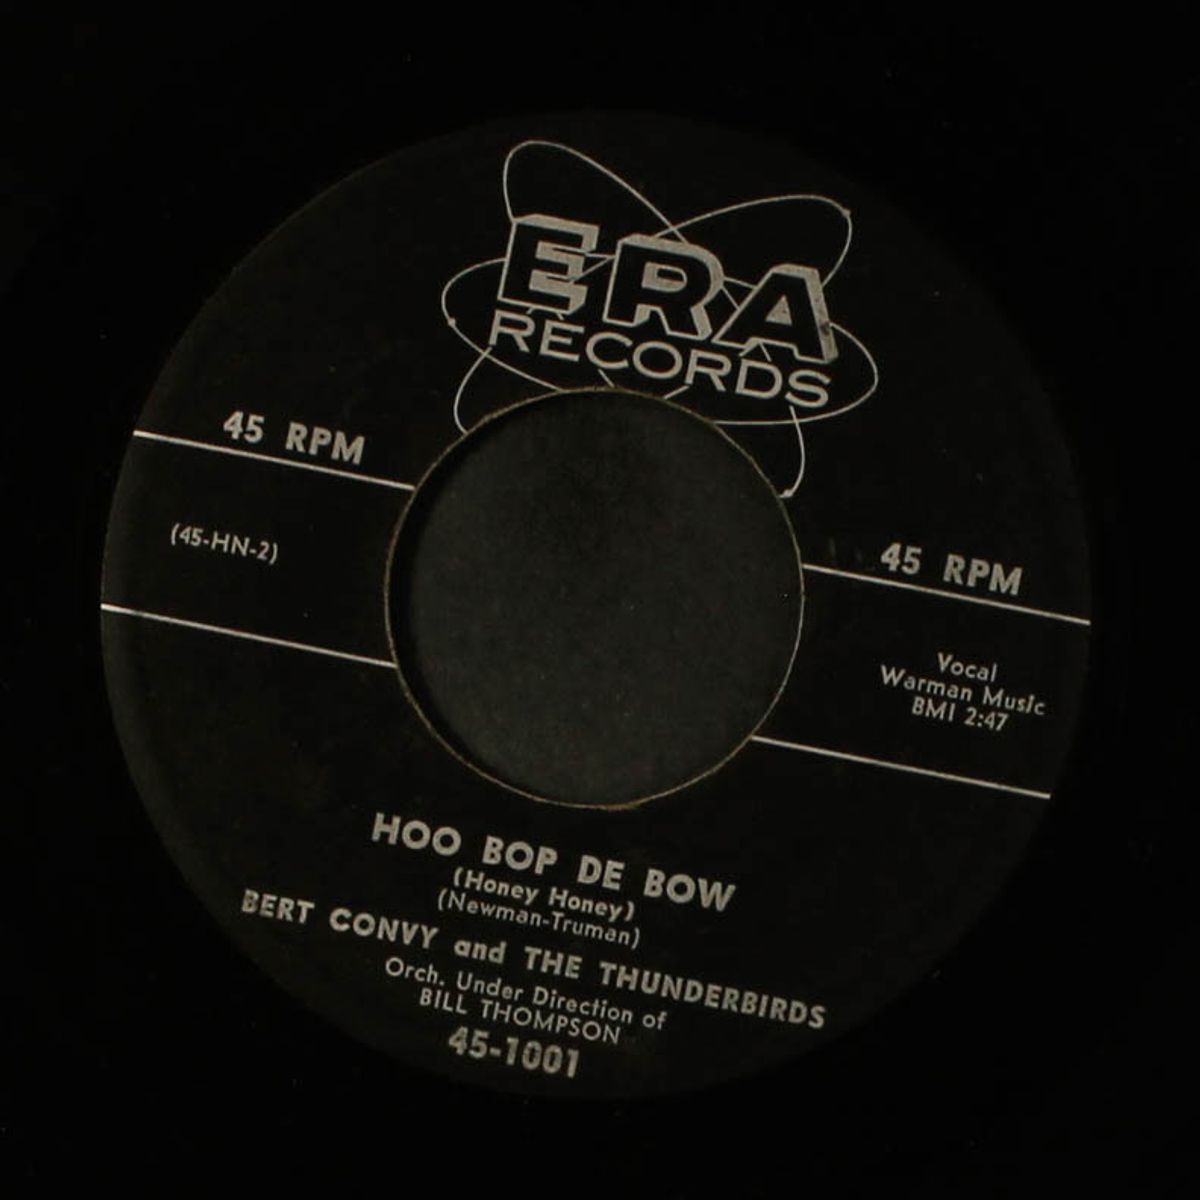 ERA
RECORDS
45 RPM
(45-HN-2)
45 RPM
Vocal
Warman Music
BMI 2:47
HOO BOP DE BOW
(Honey Honey)
(Newman-Truman)
BERT CONVY and THE THUNDERBIRDS
Orch. Under Direction of
BILL THOMPSON
45-1001